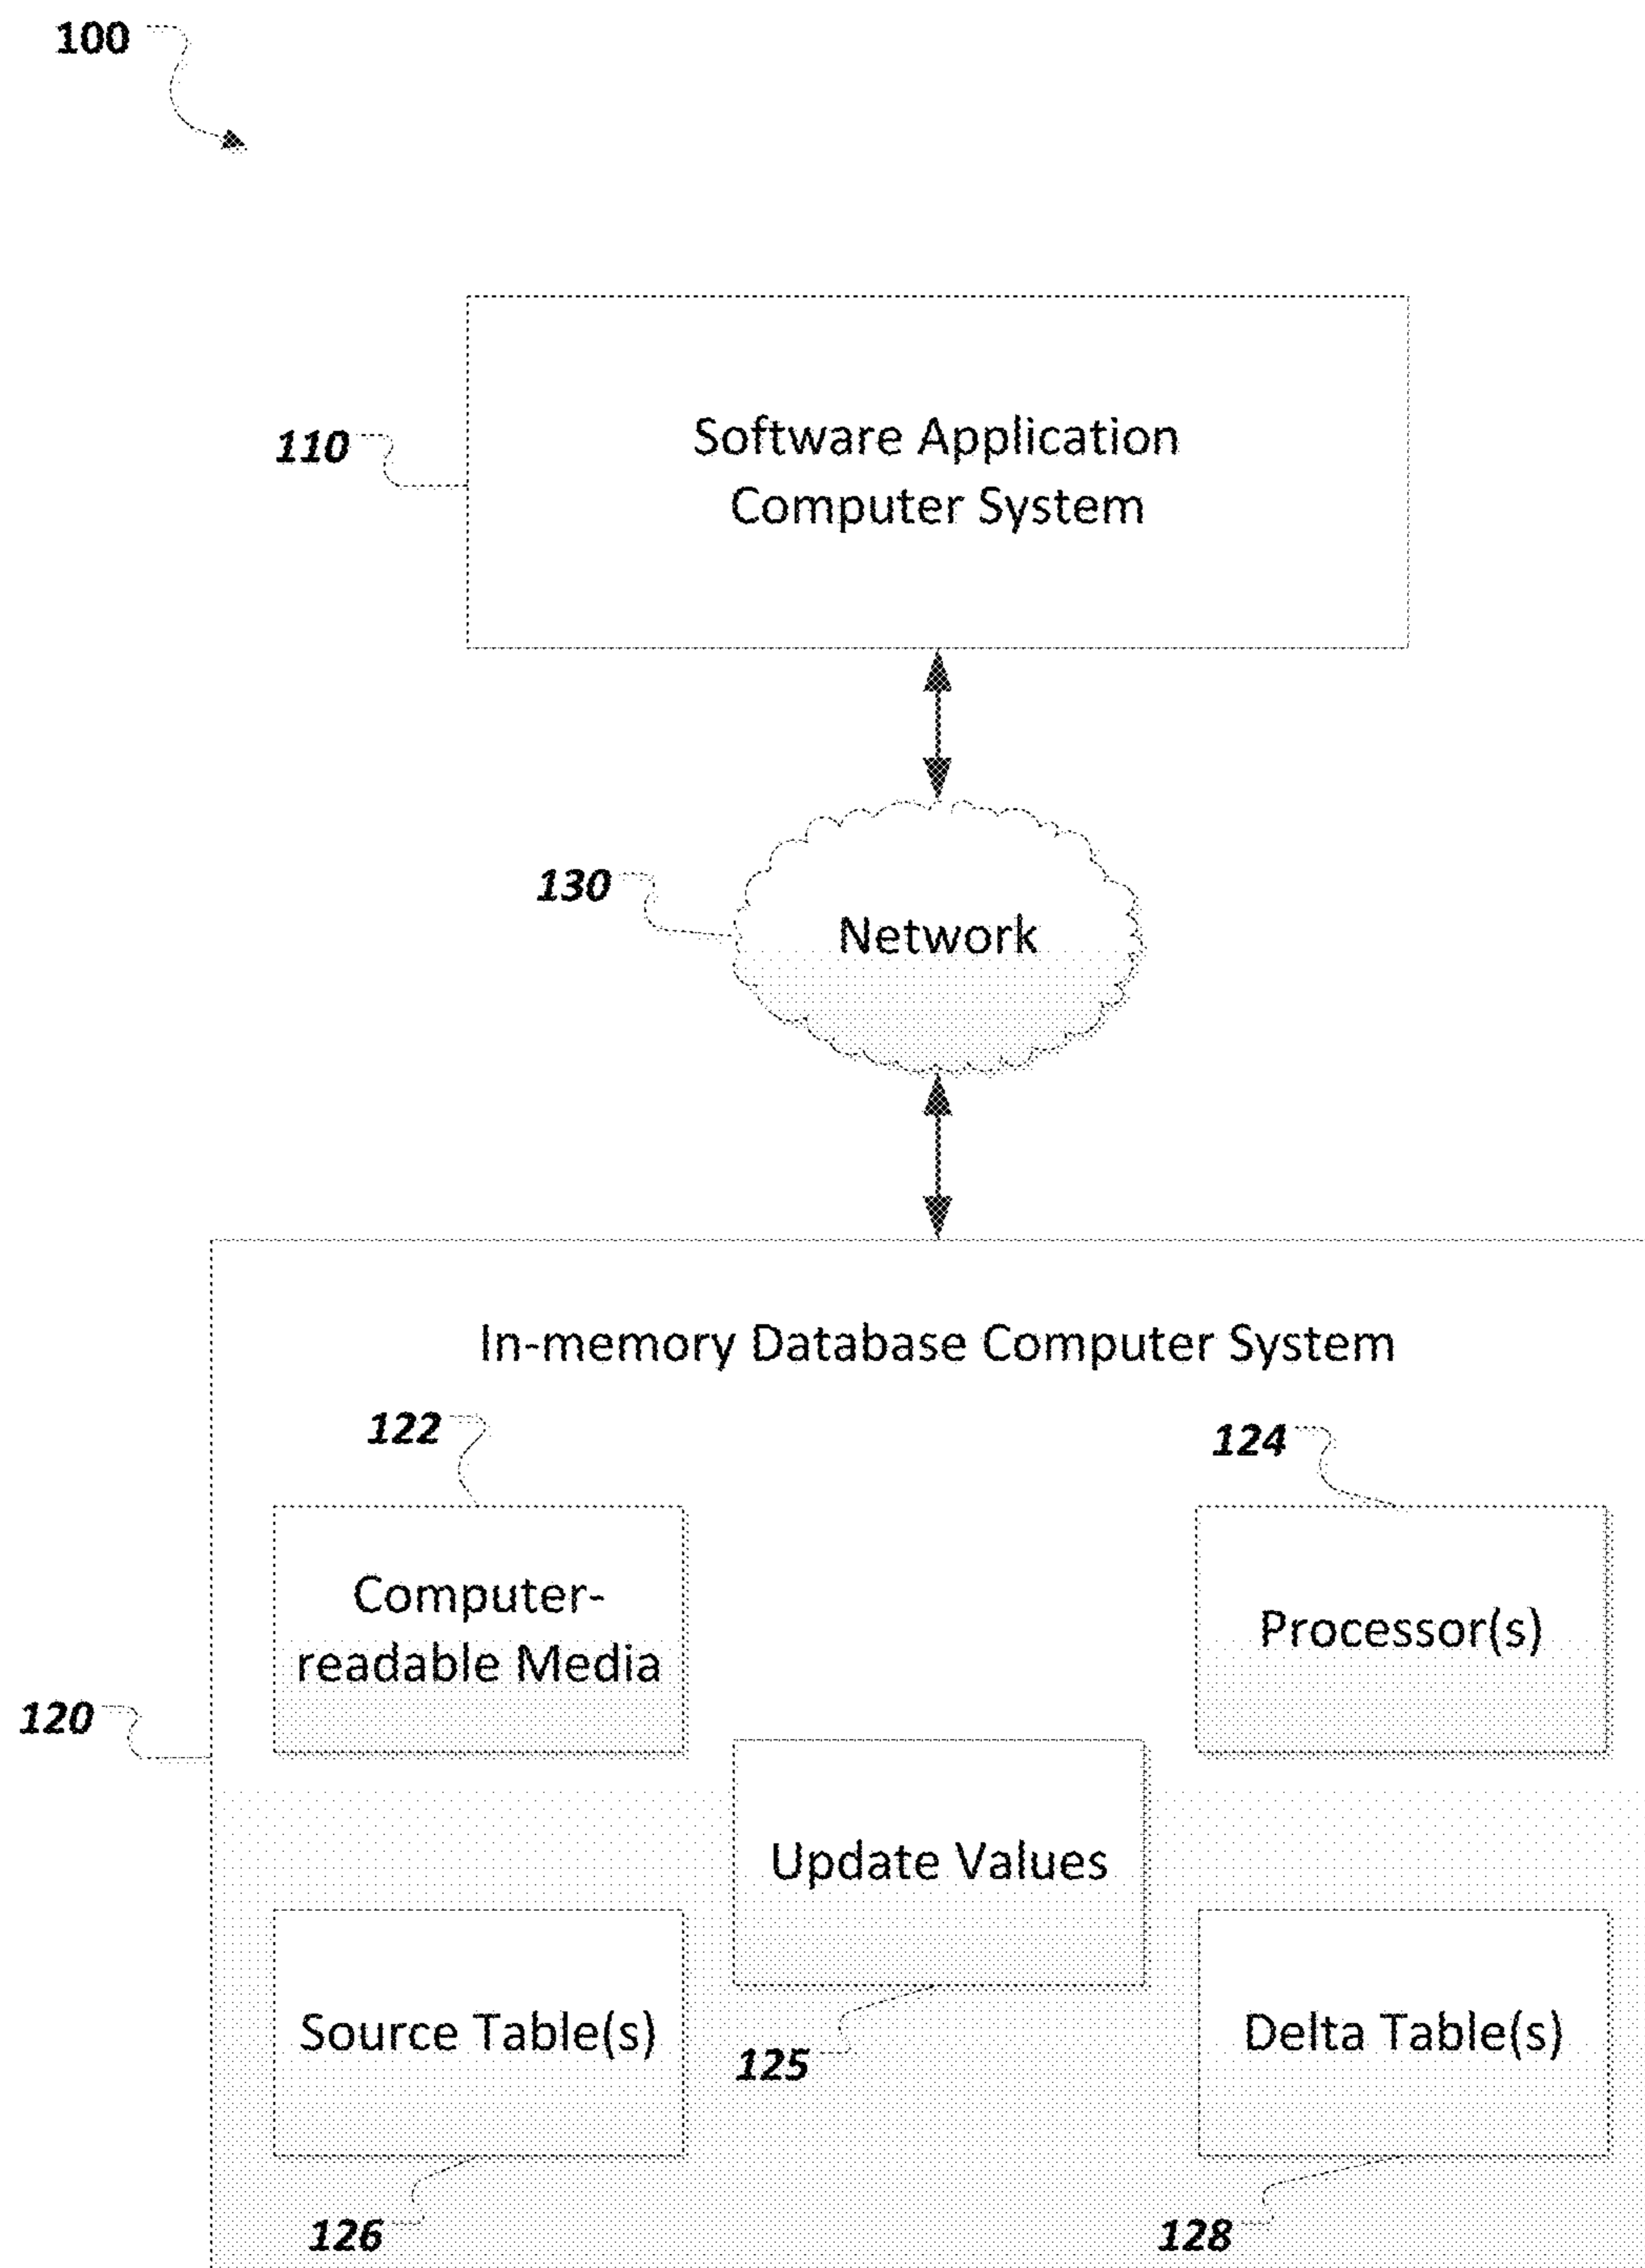 100
110
Software Application
Computer System
130
Network
In-memory Database Computer System
122
124
Computer-
readable Media
Processor(s)
120
Update Values
Source Table(s)
125
Delta Table(s)
126
128